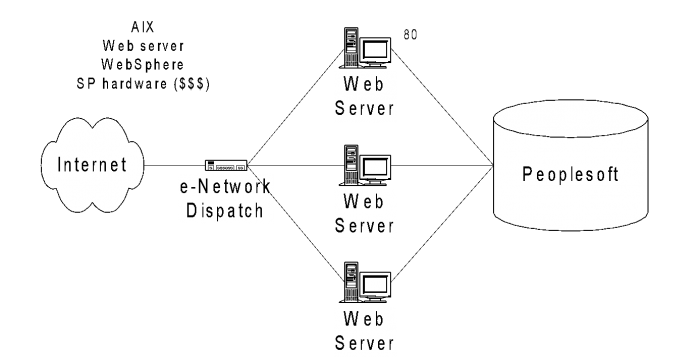 AIX
Web server
WebSphere
SP hardware ($$$)
80
Web
Server
Internet
e-Network
Dispatch
Web
Server
Peoplesoft
Web
Server